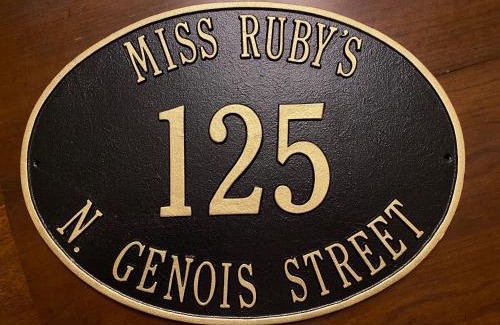 MISS RUBY'S
125
N. GENOIS STREET